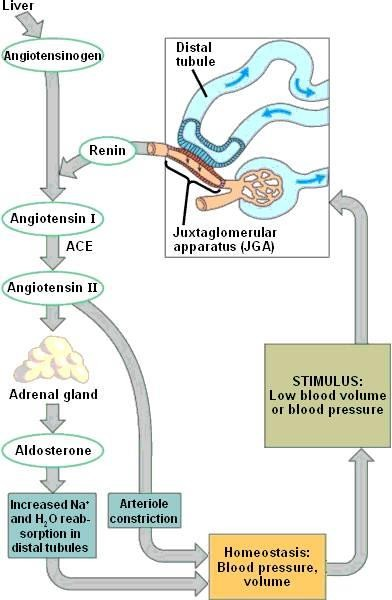 Liver
Angiotensinogen
Distal
tubule
Renin
Juxtaglomerular
apparatus (JGA)
Angiotensin I
ACE
Angiotensin II
Adrenal gland
Aldosterone
Increased Na⁺
and H₂O reab-
sorption in
distal tubules
Arteriole
constriction
STIMULUS:
Low blood volume
or blood pressure
Homeostasis:
Blood pressure,
volume